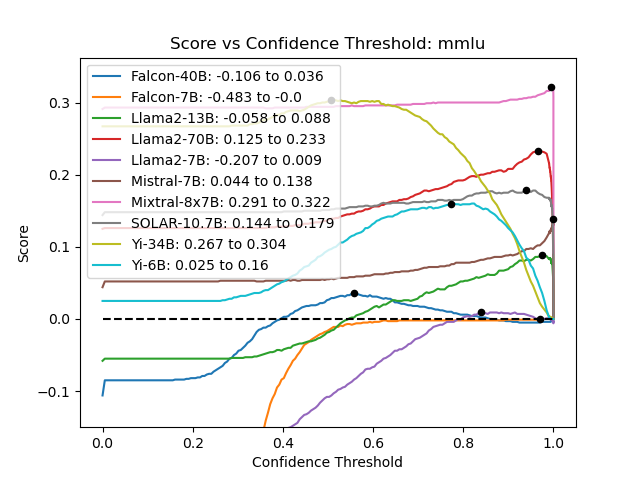 Score vs Confidence Threshold: mmlu
Score
0.3
0.2
0.1
0.0
−0.1
Falcon-40B: -0.106 to 0.036
Falcon-7B: -0.483 to -0.0
Llama2-13B: -0.058 to 0.088
Llama2-70B: 0.125 to 0.233
Llama2-7B: -0.207 to 0.009
Mistral-7B: 0.044 to 0.138
Mixtral-8x7B: 0.291 to 0.322
SOLAR-10.7B: 0.144 to 0.179
Yi-34B: 0.267 to 0.304
Yi-6B: 0.025 to 0.16
0.0 0.2 0.4 0.6 0.8 1.0
Confidence Threshold